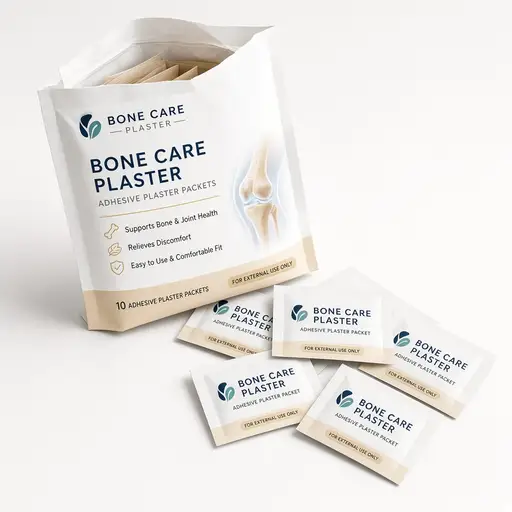 BONE CARE
PLASTER
BONE CARE
PLASTER
ADHESIVE PLASTER PACKETS
Supports Bone & Joint Health
Relieves Discomfort
Easy to Use & Comfortable Fit
10 ADHESIVE PLASTER PACKETS
FOR EXTERNAL USE ONLY
BONE CARE
PLASTER
ADHESIVE PLASTER PACKET
FOR EXTERNAL USE ONLY
BONE CARE
PLASTER
ADHESIVE PLASTER PACKET
FOR EXTERNAL USE ONLY
BONE CARE
PLASTER
ADHESIVE PLASTER PACKET
FOR EXTERNAL USE ONLY
BONE CARE
PLASTER
ADHESIVE PLASTER PACKET
FOR EXTERNAL USE ONLY
BONE CARE
PLASTER
ADHESIVE PLASTER PACKET
FOR EXTERNAL USE ONLY